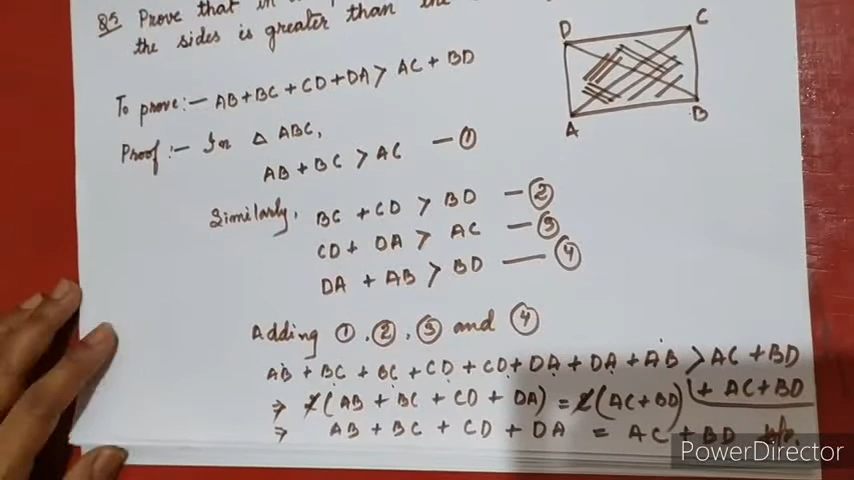 Q5 Prove that in
the sides is greater than the
D
C
A
B
To prove:- AB+BC+CD+DA > AC+BD
Proof:- In △ ABC,
AB+BC > AC — ①
Similarly, BC + CD > BD — ②
CD + DA > AC — ③
DA + AB > BD — ④
Adding ①, ②, ③ and ④
AB + BC + BC + CD + CD + DA + DA + AB > AC + BD
+ AC+BD
⇒ 2(AB + BC + CD + DA) = 2(AC+BD)
⇒ AB + BC + CD + DA = AC + BD
PowerDirector